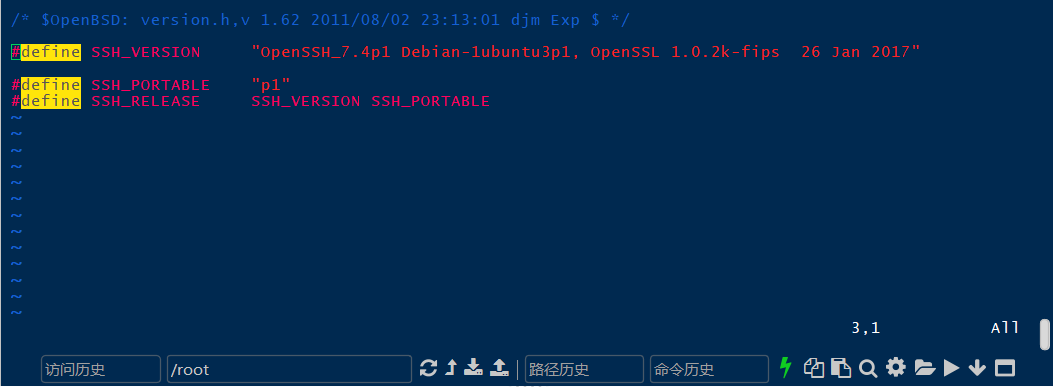 /* $OpenBSD: version.h,v 1.62 2011/08/02 23:13:01 djm Exp $ */
#define SSH_VERSION     "OpenSSH_7.4p1 Debian-1ubuntu3p1, OpenSSL 1.0.2k-fips  26 Jan 2017"
#define SSH_PORTABLE    "p1"
#define SSH_RELEASE     SSH_VERSION SSH_PORTABLE
~
~
~
~
~
~
~
~
~
~
~
~
~
3,1 All
访问历史 /root 路径历史 命令历史